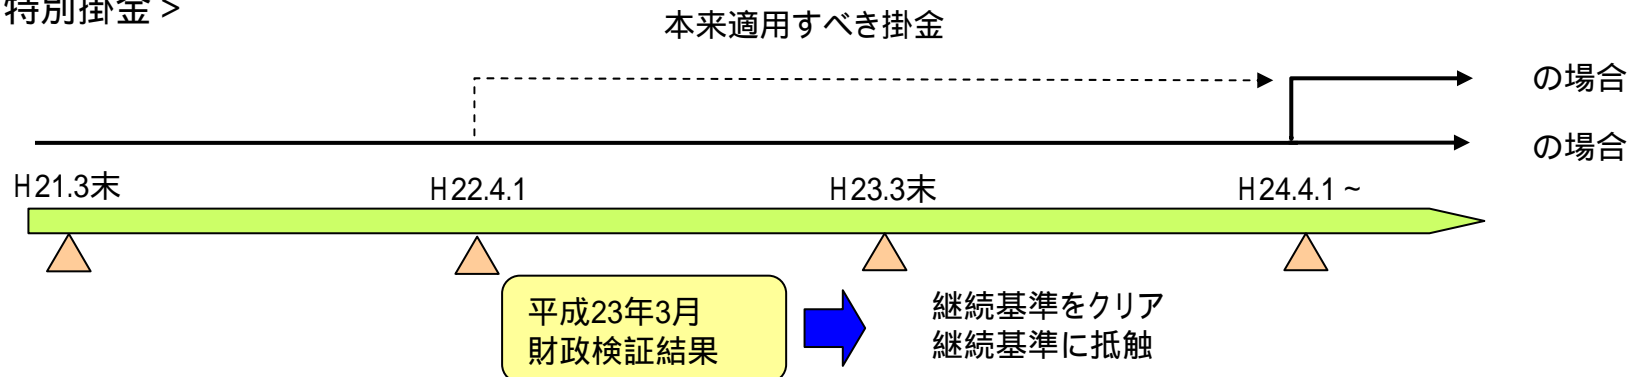 特別掛金>
本来適用すべき掛金
の場合
の場合
H21.3末
H22.4.1
H23.3末
H24.4.1~
平成23年3月
財政検証結果
継続基準をクリア
継続基準に抵触